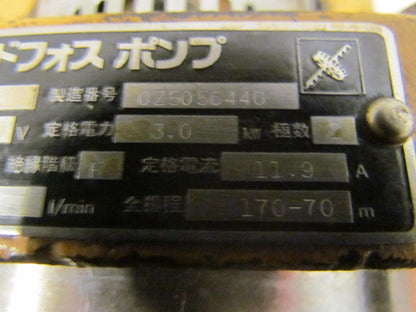 ドフォス ポンプ
製造番号 0Z5056440
V 定格電力 3.0 kW 極数 2
絶縁階級 F 定格電流 11.9 A
l/min 全揚程 170-70 m